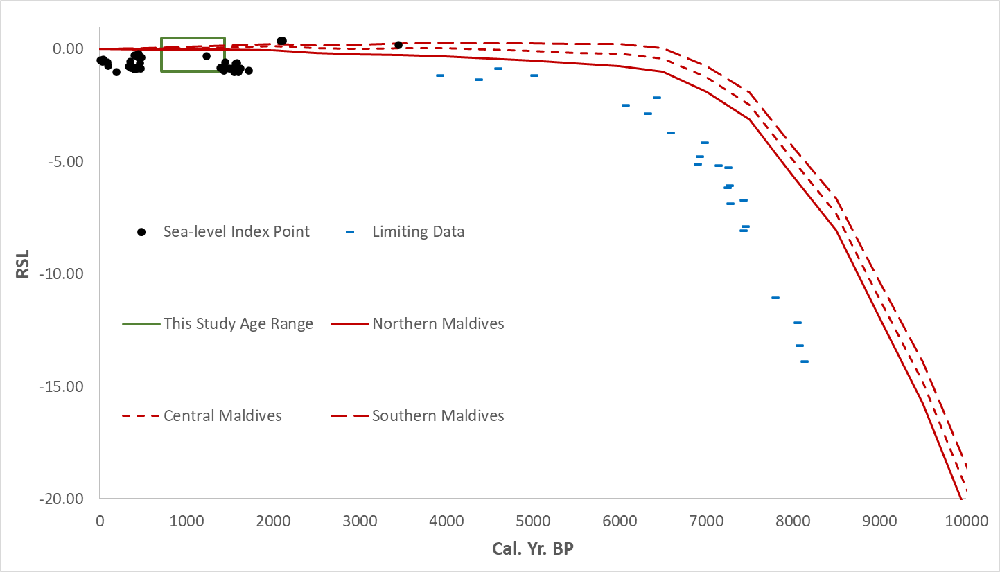 0.00
-5.00
-10.00
-15.00
-20.00
RSL
Sea-level Index Point
Limiting Data
This Study Age Range
Northern Maldives
Central Maldives
Southern Maldives
0 1000 2000 3000 4000 5000 6000 7000 8000 9000 10000
Cal. Yr. BP